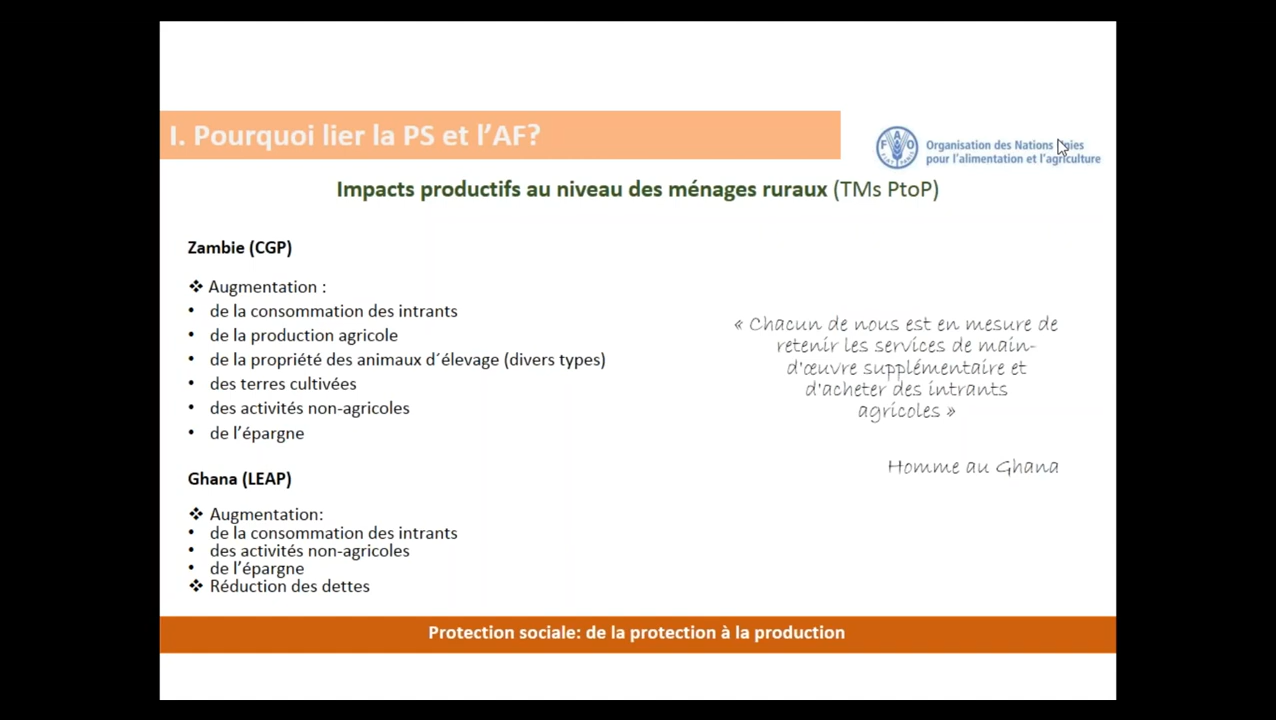 I. Pourquoi lier la PS et l'AF?
FAO
FIAT PANIS
Organisation des Nations
pour l'alimentation et l'agriculture
Impacts productifs au niveau des ménages ruraux (TMs PtoP)
Zambie (CGP)
❖ Augmentation :
• de la consommation des intrants
• de la production agricole
• de la propriété des animaux d´élevage (divers types)
• des terres cultivées
• des activités non-agricoles
• de l'épargne
« Chacun de nous est en mesure de
retenir les services de main-
d'œuvre supplémentaire et
d'acheter des intrants
agricoles »
Homme au Ghana
Ghana (LEAP)
❖ Augmentation:
• de la consommation des intrants
• des activités non-agricoles
• de l'épargne
❖ Réduction des dettes
Protection sociale: de la protection à la production